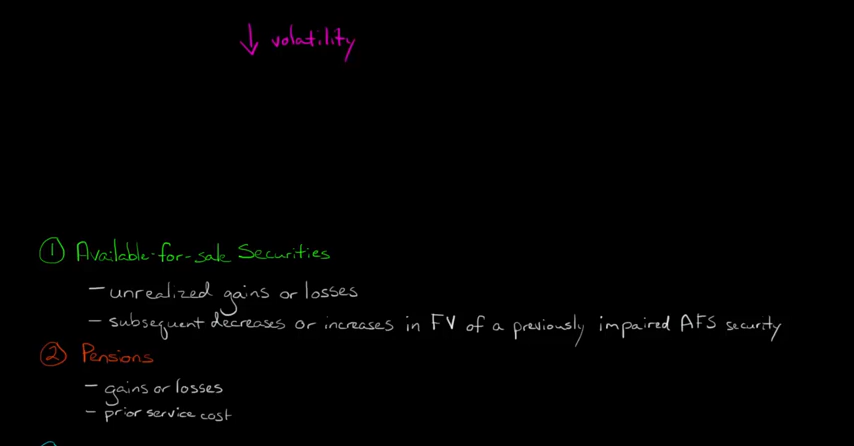 ↓ volatility
① Available-for-sale Securities
- unrealized gains or losses
- subsequent decreases or increases in FV of a previously impaired AFS security
② Pensions
- gains or losses
- prior service cost